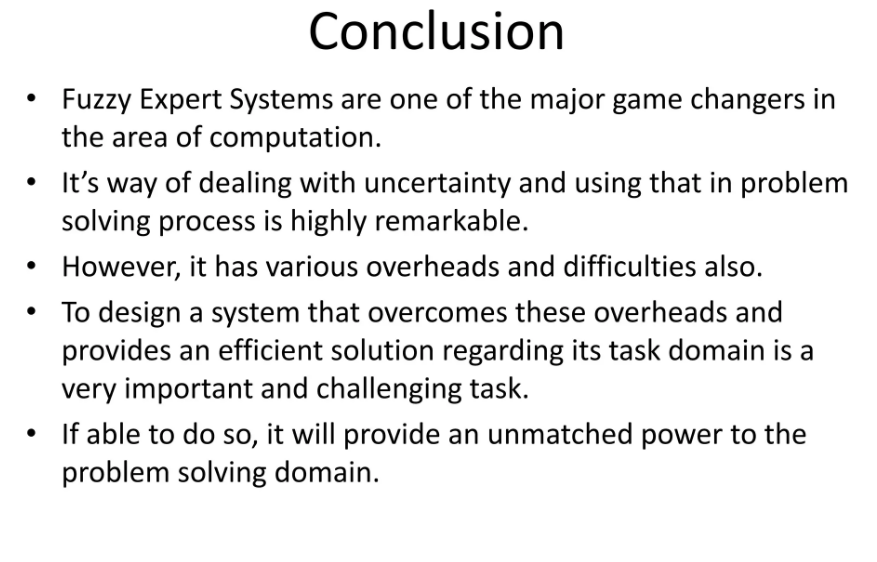 Conclusion
• Fuzzy Expert Systems are one of the major game changers in
the area of computation.
• It’s way of dealing with uncertainty and using that in problem
solving process is highly remarkable.
• However, it has various overheads and difficulties also.
• To design a system that overcomes these overheads and
provides an efficient solution regarding its task domain is a
very important and challenging task.
• If able to do so, it will provide an unmatched power to the
problem solving domain.